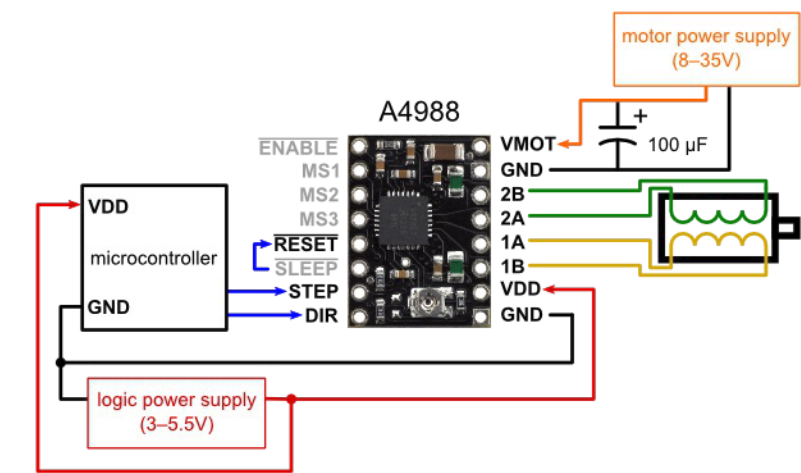 motor power supply
(8–35V)
A4988
ENABLE
VMOT
+
100 µF
MS1
GND
MS2
2B
MS3
2A
VDD
RESET
1A
microcontroller
SLEEP
1B
STEP
VDD
GND
DIR
GND
logic power supply
(3–5.5V)